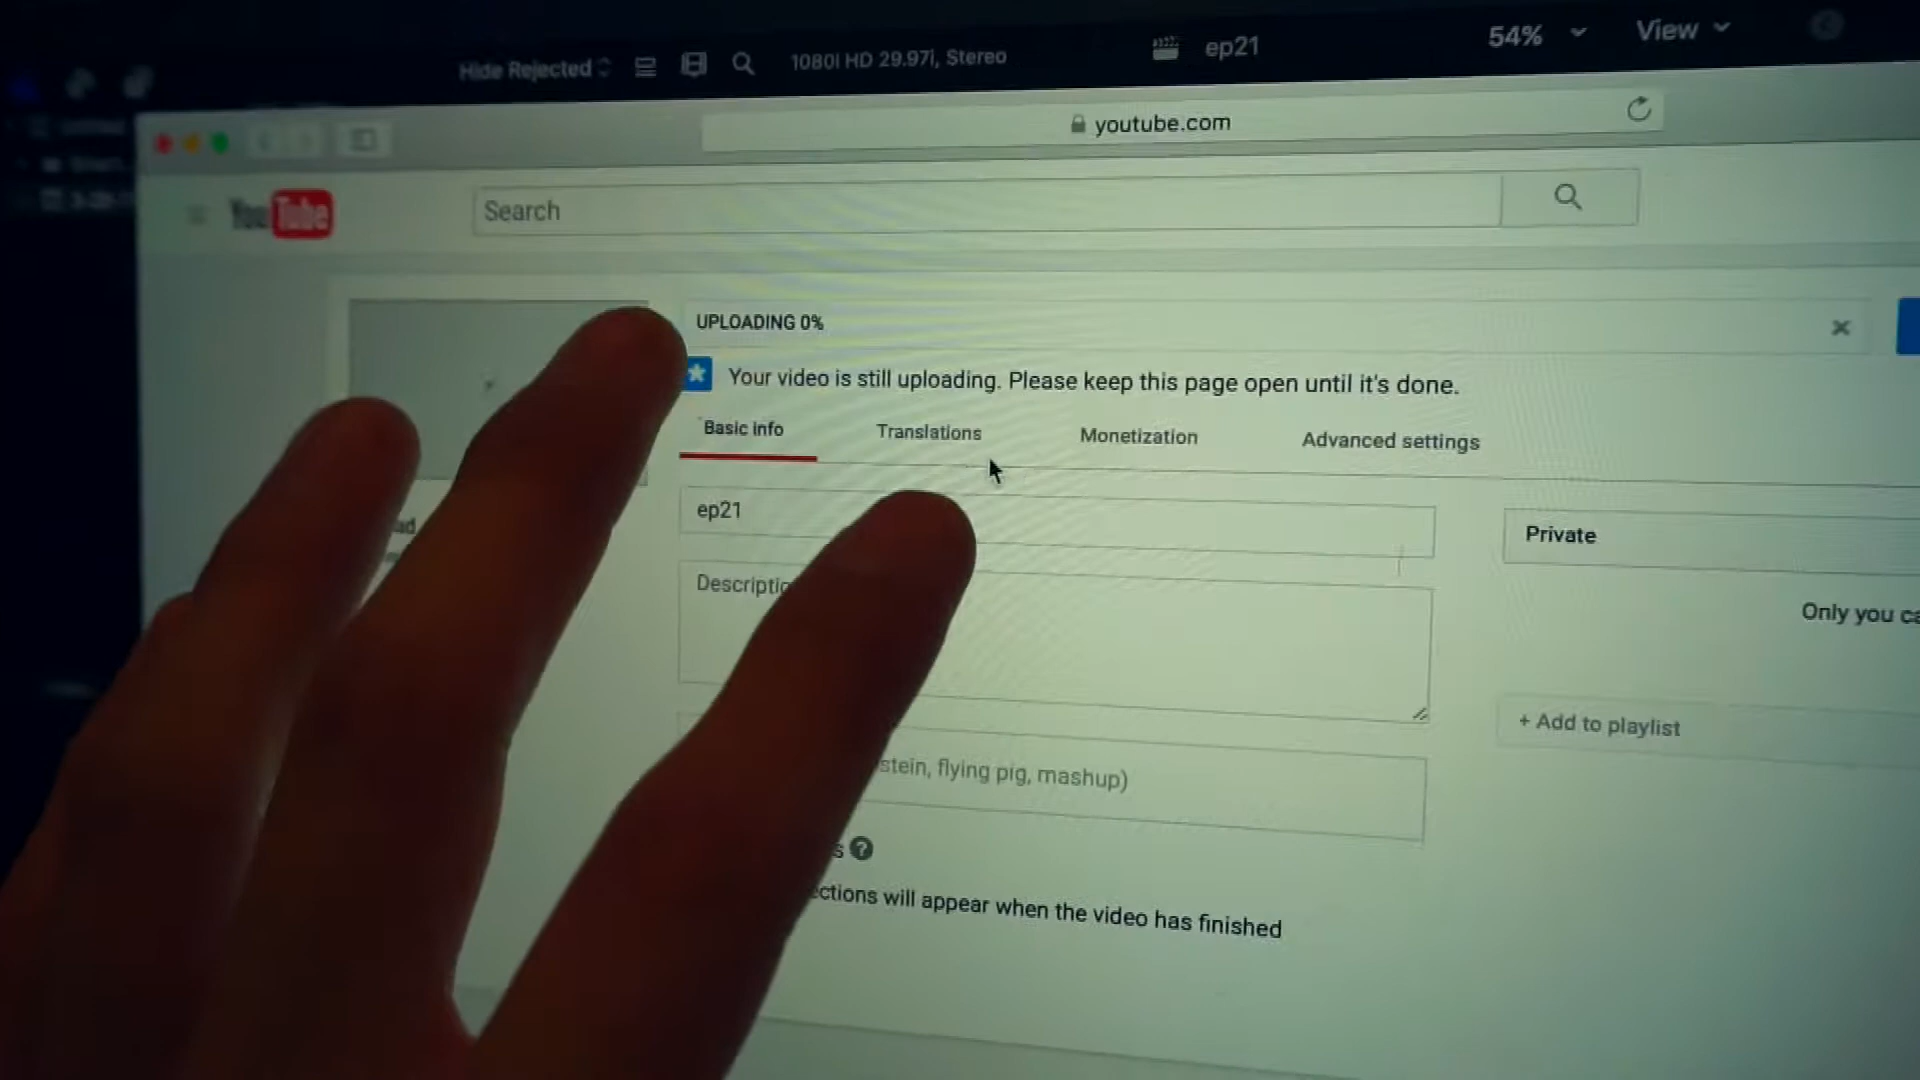 Hide Rejected
1080i HD 29.97i, Stereo
ep21
54%
View
youtube.com
YouTube
Search
UPLOADING 0%
Your video is still uploading. Please keep this page open until it's done.
Basic info
Translations
Monetization
Advanced settings
ep21
Private
Descriptio
Only you ca
+ Add to playlist
stein, flying pig, mashup)
s ?
ections will appear when the video has finished